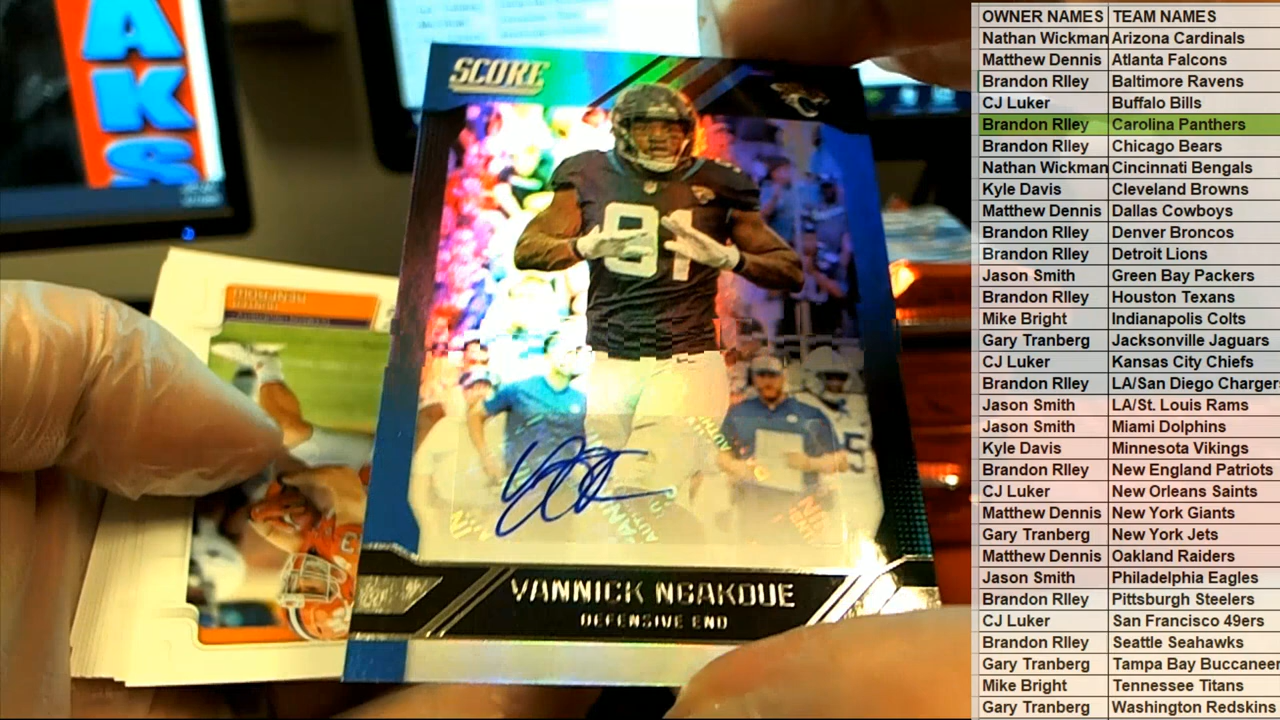 AKS
SCORE
81
YANNICK NGAKOUE
DEFENSIVE END
RENFROW
OWNER NAMES TEAM NAMES
Nathan Wickman Arizona Cardinals
Matthew Dennis Atlanta Falcons
Brandon RIley Baltimore Ravens
CJ Luker Buffalo Bills
Brandon RIley Carolina Panthers
Brandon RIley Chicago Bears
Nathan Wickman Cincinnati Bengals
Kyle Davis Cleveland Browns
Matthew Dennis Dallas Cowboys
Brandon RIley Denver Broncos
Brandon RIley Detroit Lions
Jason Smith Green Bay Packers
Brandon RIley Houston Texans
Mike Bright Indianapolis Colts
Gary Tranberg Jacksonville Jaguars
CJ Luker Kansas City Chiefs
Brandon RIley LA/San Diego Charger
Jason Smith LA/St. Louis Rams
Jason Smith Miami Dolphins
Kyle Davis Minnesota Vikings
Brandon RIley New England Patriots
CJ Luker New Orleans Saints
Matthew Dennis New York Giants
Gary Tranberg New York Jets
Matthew Dennis Oakland Raiders
Jason Smith Philadelphia Eagles
Brandon RIley Pittsburgh Steelers
CJ Luker San Francisco 49ers
Brandon RIley Seattle Seahawks
Gary Tranberg Tampa Bay Buccaneer
Mike Bright Tennessee Titans
Gary Tranberg Washington Redskins